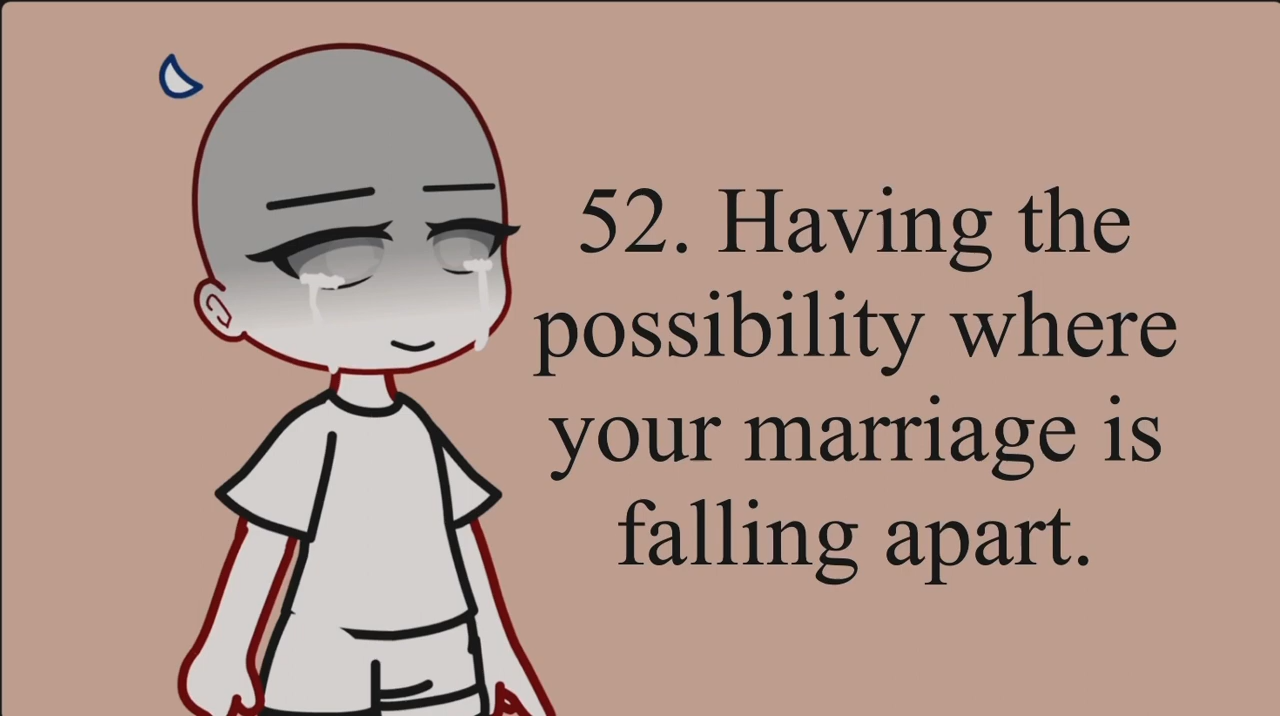 52. Having the
possibility where
your marriage is
falling apart.